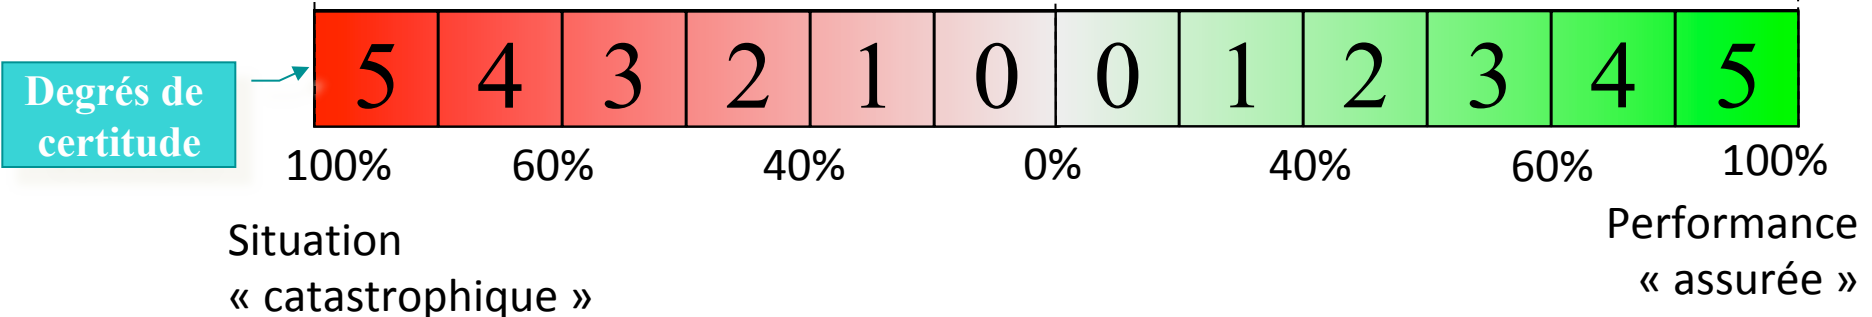 5 4 3 2 1 0 0 1 2 3 4 5
Degrés de
certitude
100% 60% 40% 0% 40% 60% 100%
Situation
« catastrophique »
Performance
« assurée »